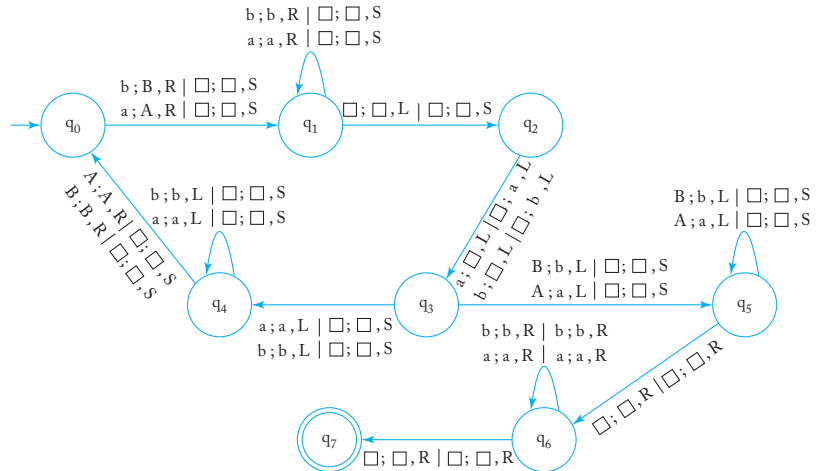 b ; b , R | □ ; □ , S
a ; a , R | □ ; □ , S
b ; B , R | □ ; □ , S
a ; A , R | □ ; □ , S
□ ; □ , L | □ ; □ , S
q0
q1
q2
A ; A , R | □ ; □ , S
B ; B , R | □ ; □ , S
b ; b , L | □ ; □ , S
a ; a , L | □ ; □ , S
a ; □ , L | □ ; a , L
b ; □ , L | □ ; b , L
B ; b , L | □ ; □ , S
A ; a , L | □ ; □ , S
B ; b , L | □ ; □ , S
A ; a , L | □ ; □ , S
q4
q3
q5
a ; a , L | □ ; □ , S
b ; b , L | □ ; □ , S
b ; b , R | b ; b , R
a ; a , R | a ; a , R
□ ; □ , R | □ ; □ , R
q7
q6
□ ; □ , R | □ ; □ , R